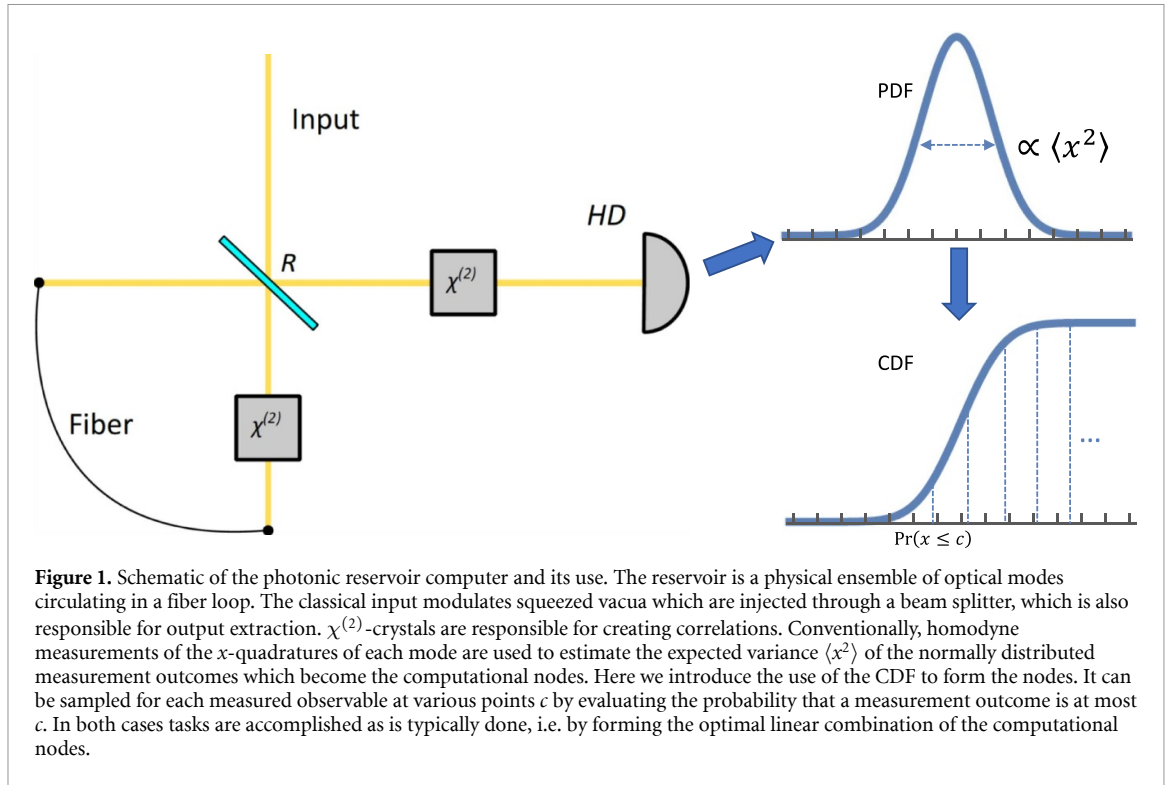 Input
PDF
∝ ⟨x²⟩
HD
R
χ⁽²⁾
CDF
Fiber
χ⁽²⁾
...
Pr(x ≤ c)
Figure 1. Schematic of the photonic reservoir computer and its use. The reservoir is a physical ensemble of optical modes
circulating in a fiber loop. The classical input modulates squeezed vacua which are injected through a beam splitter, which is also
responsible for output extraction. χ⁽²⁾-crystals are responsible for creating correlations. Conventionally, homodyne
measurements of the x-quadratures of each mode are used to estimate the expected variance ⟨x²⟩ of the normally distributed
measurement outcomes which become the computational nodes. Here we introduce the use of the CDF to form the nodes. It can
be sampled for each measured observable at various points c by evaluating the probability that a measurement outcome is at most
c. In both cases tasks are accomplished as is typically done, i.e. by forming the optimal linear combination of the computational
nodes.